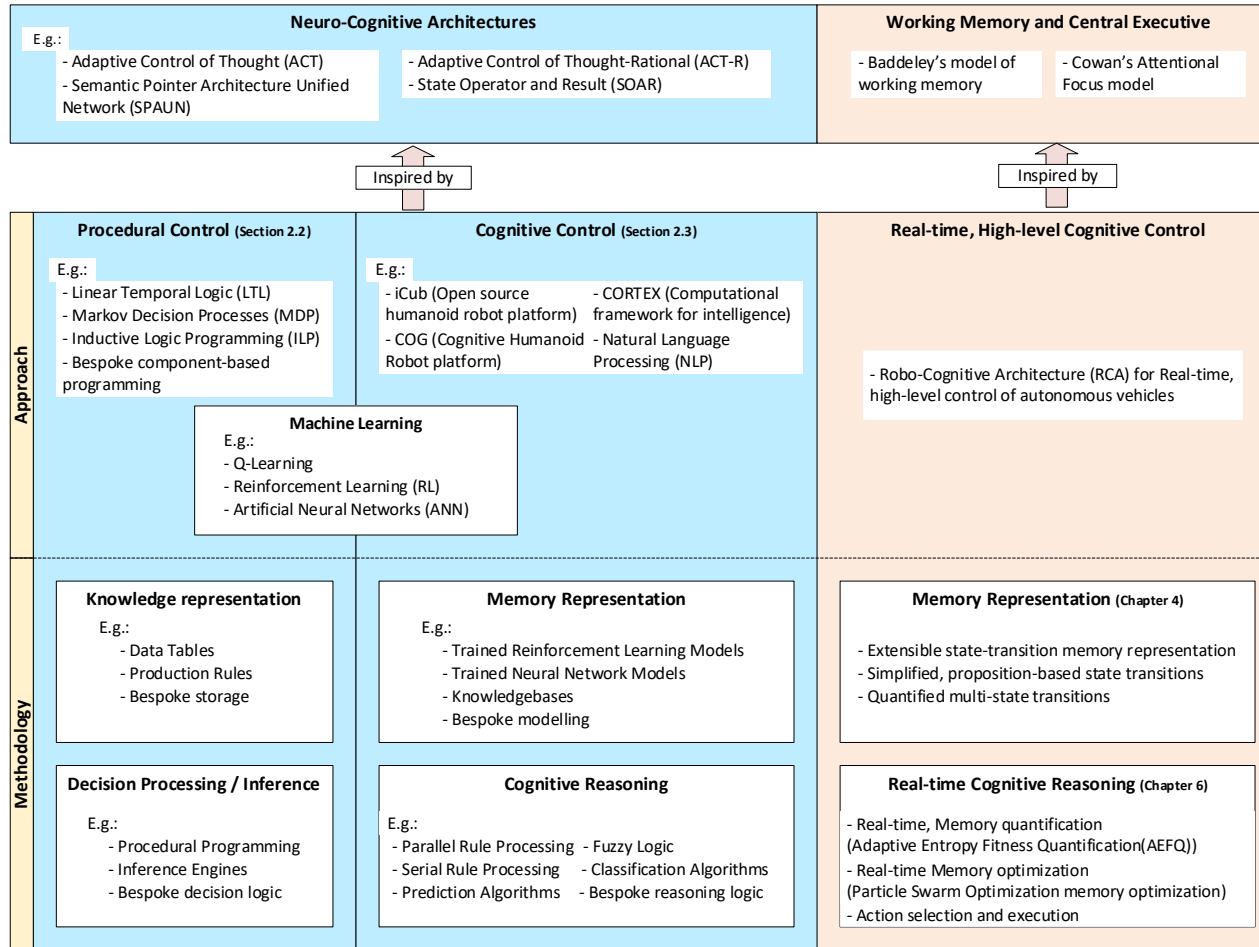 Neuro-Cognitive Architectures
E.g.:
- Adaptive Control of Thought (ACT)
- Semantic Pointer Architecture Unified
Network (SPAUN)
- Adaptive Control of Thought-Rational (ACT-R)
- State Operator and Result (SOAR)
Working Memory and Central Executive
- Baddeley's model of
working memory
- Cowan's Attentional
Focus model
Inspired by
Inspired by
Approach
Procedural Control (Section 2.2)
E.g.:
- Linear Temporal Logic (LTL)
- Markov Decision Processes (MDP)
- Inductive Logic Programming (ILP)
- Bespoke component-based
programming
Cognitive Control (Section 2.3)
E.g.:
- iCub (Open source
humanoid robot platform)
- COG (Cognitive Humanoid
Robot platform)
- CORTEX (Computational
framework for intelligence)
- Natural Language
Processing (NLP)
Machine Learning
E.g.:
- Q-Learning
- Reinforcement Learning (RL)
- Artificial Neural Networks (ANN)
Real-time, High-level Cognitive Control
- Robo-Cognitive Architecture (RCA) for Real-time,
high-level control of autonomous vehicles
Methodology
Knowledge representation
E.g.:
- Data Tables
- Production Rules
- Bespoke storage
Memory Representation
E.g.:
- Trained Reinforcement Learning Models
- Trained Neural Network Models
- Knowledgebases
- Bespoke modelling
Memory Representation (Chapter 4)
- Extensible state-transition memory representation
- Simplified, proposition-based state transitions
- Quantified multi-state transitions
Decision Processing / Inference
E.g.:
- Procedural Programming
- Inference Engines
- Bespoke decision logic
Cognitive Reasoning
E.g.:
- Parallel Rule Processing
- Serial Rule Processing
- Prediction Algorithms
- Fuzzy Logic
- Classification Algorithms
- Bespoke reasoning logic
Real-time Cognitive Reasoning (Chapter 6)
- Real-time, Memory quantification
(Adaptive Entropy Fitness Quantification(AEFQ))
- Real-time Memory optimization
(Particle Swarm Optimization memory optimization)
- Action selection and execution